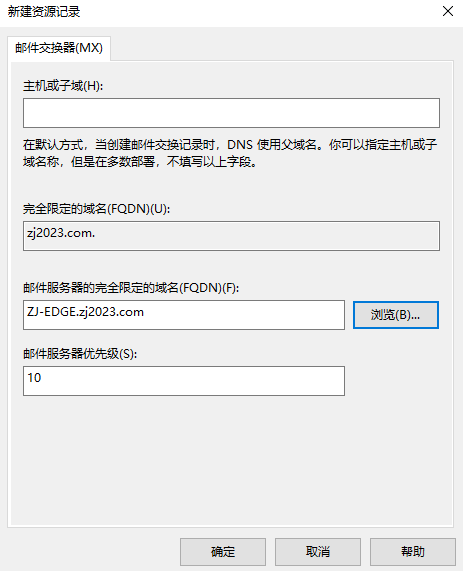 新建资源记录
邮件交换器(MX)
主机或子域(H):
在默认方式，当创建邮件交换记录时，DNS 使用父域名。你可以指定主机或子
域名称，但是在多数部署，不填写以上字段。
完全限定的域名(FQDN)(U):
zj2023.com.
邮件服务器的完全限定的域名(FQDN)(F):
ZJ-EDGE.zj2023.com
浏览(B)...
邮件服务器优先级(S):
10
确定
取消
帮助